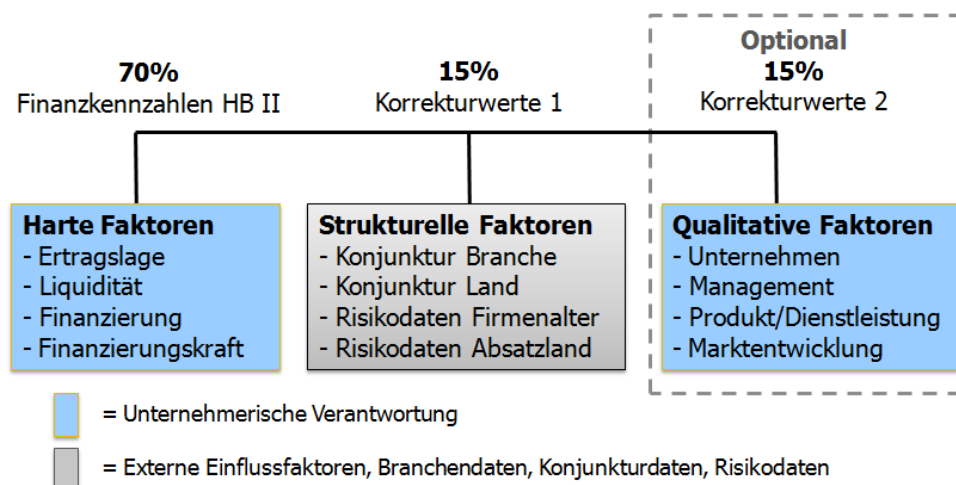 Optional
70%
Finanzkennzahlen HB II
15%
Korrekturwerte 1
15%
Korrekturwerte 2
Harte Faktoren
- Ertragslage
- Liquidität
- Finanzierung
- Finanzierungskraft
Strukturelle Faktoren
- Konjunktur Branche
- Konjunktur Land
- Risikodaten Firmenalter
- Risikodaten Absatzland
Qualitative Faktoren
- Unternehmen
- Management
- Produkt/Dienstleistung
- Marktentwicklung
= Unternehmerische Verantwortung
= Externe Einflussfaktoren, Branchendaten, Konjunkturdaten, Risikodaten